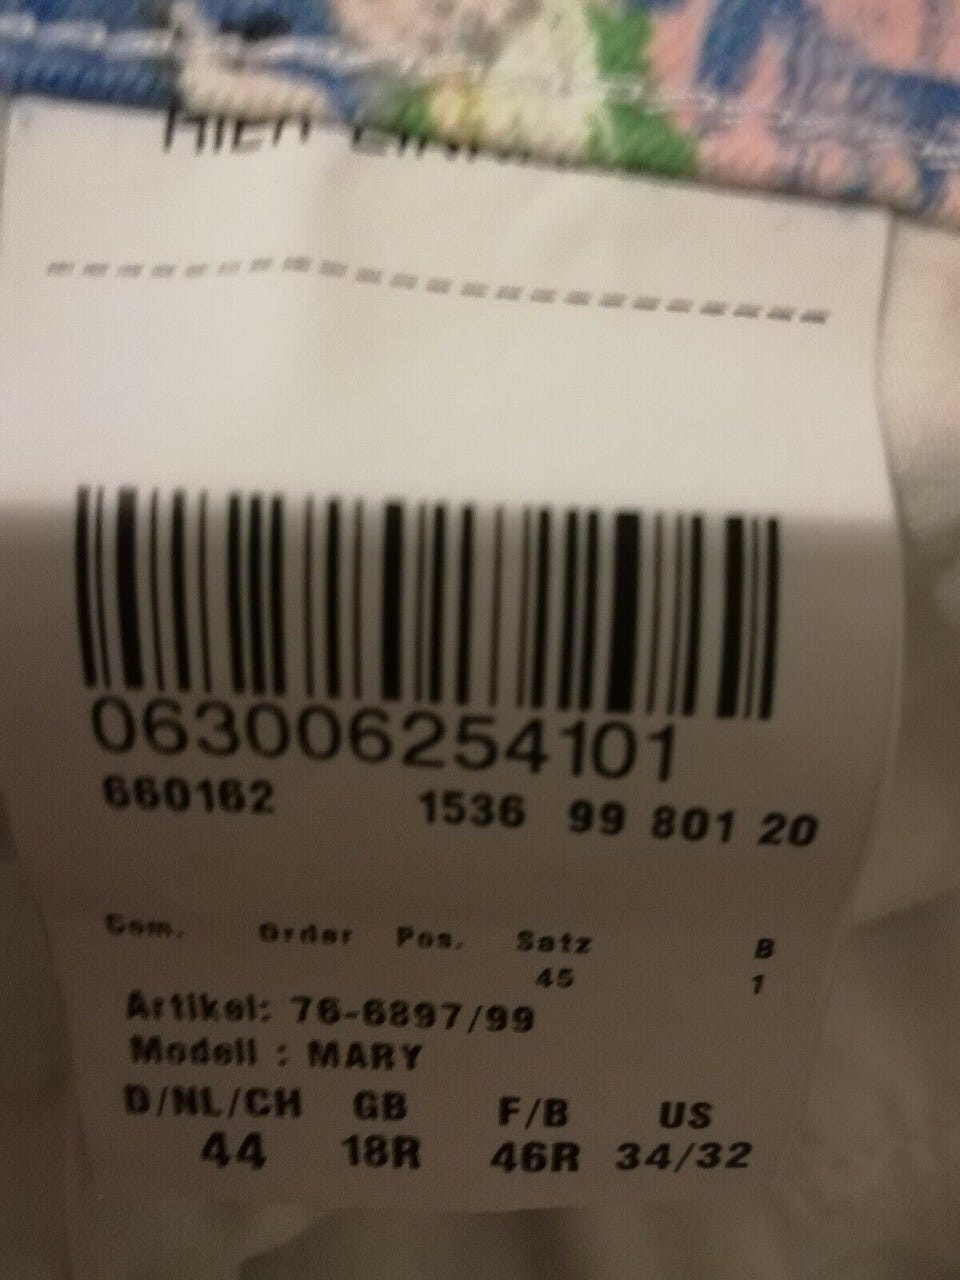 063006254101
660162 1536 99 801 20
Com. Order Pos. Satz B
45 1
Artikel: 76-6897/99
Modell : MARY
D/NL/CH GB F/B US
44 18R 46R 34/32